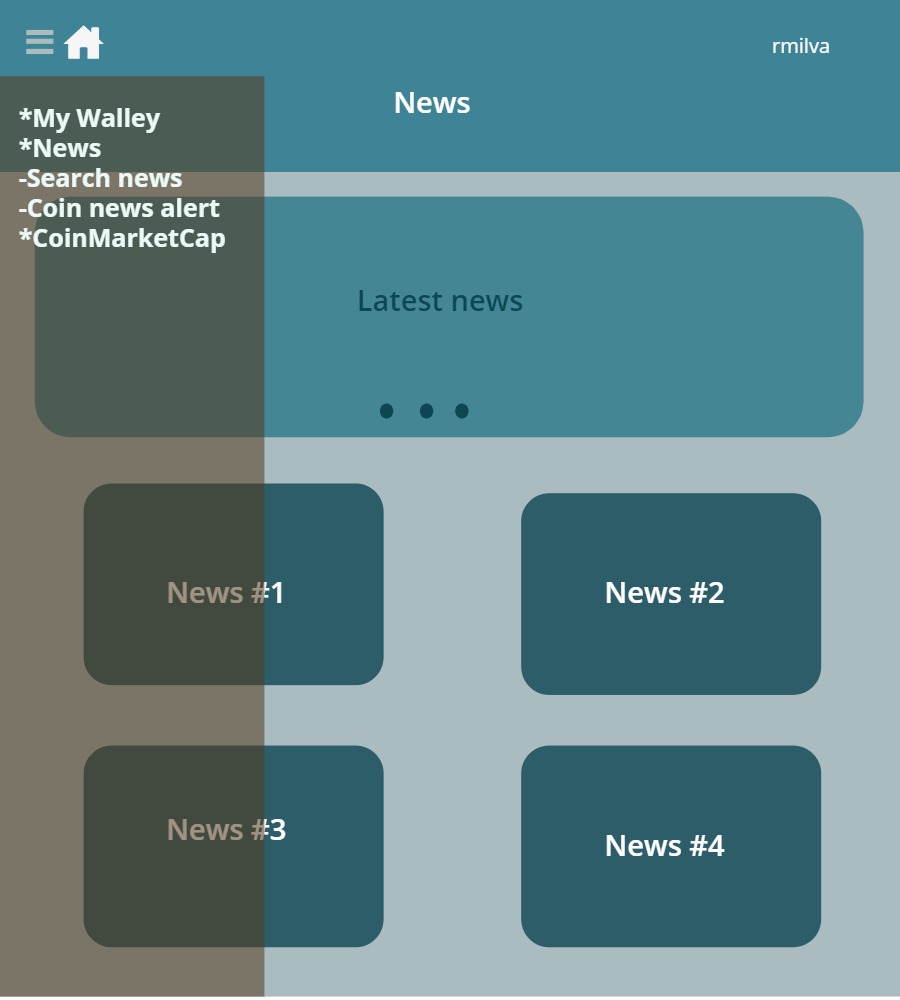 rmilva
News
*My Walley
*News
-Search news
-Coin news alert
*CoinMarketCap
Latest news
News #1
News #2
News #3
News #4